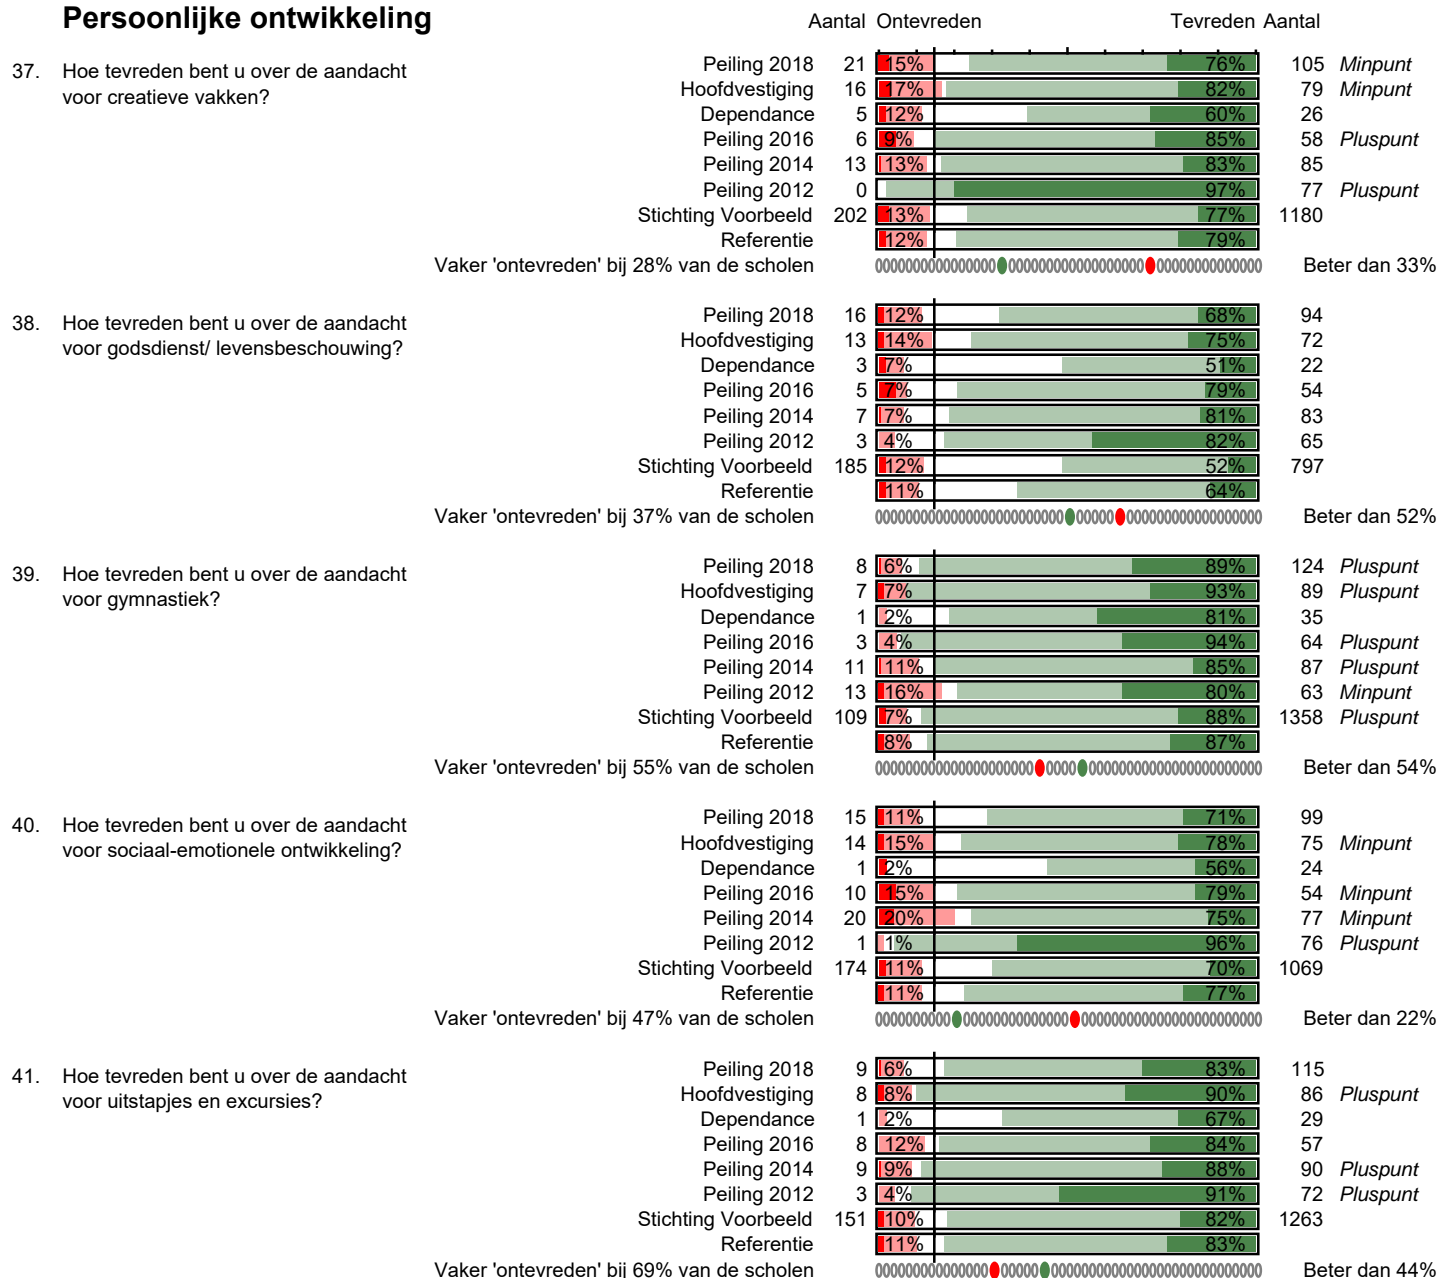 Persoonlijke ontwikkeling
Aantal Ontevreden Tevreden Aantal
37. Hoe tevreden bent u over de aandacht
voor creatieve vakken?
Peiling 2018 21 15% 76% 105 Minpunt
Hoofdvestiging 16 17% 82% 79 Minpunt
Dependance 5 12% 60% 26
Peiling 2016 6 9% 85% 58 Pluspunt
Peiling 2014 13 13% 83% 85
Peiling 2012 0 97% 77 Pluspunt
Stichting Voorbeeld 202 13% 77% 1180
Referentie 12% 79%
Vaker 'ontevreden' bij 28% van de scholen Beter dan 33%
38. Hoe tevreden bent u over de aandacht
voor godsdienst/ levensbeschouwing?
Peiling 2018 16 12% 68% 94
Hoofdvestiging 13 14% 75% 72
Dependance 3 7% 51% 22
Peiling 2016 5 7% 79% 54
Peiling 2014 7 7% 81% 83
Peiling 2012 3 4% 82% 65
Stichting Voorbeeld 185 12% 52% 797
Referentie 11% 64%
Vaker 'ontevreden' bij 37% van de scholen Beter dan 52%
39. Hoe tevreden bent u over de aandacht
voor gymnastiek?
Peiling 2018 8 6% 89% 124 Pluspunt
Hoofdvestiging 7 7% 93% 89 Pluspunt
Dependance 1 2% 81% 35
Peiling 2016 3 4% 94% 64 Pluspunt
Peiling 2014 11 11% 85% 87 Pluspunt
Peiling 2012 13 16% 80% 63 Minpunt
Stichting Voorbeeld 109 7% 88% 1358 Pluspunt
Referentie 8% 87%
Vaker 'ontevreden' bij 55% van de scholen Beter dan 54%
40. Hoe tevreden bent u over de aandacht
voor sociaal-emotionele ontwikkeling?
Peiling 2018 15 11% 71% 99
Hoofdvestiging 14 15% 78% 75 Minpunt
Dependance 1 2% 56% 24
Peiling 2016 10 15% 79% 54 Minpunt
Peiling 2014 20 20% 75% 77 Minpunt
Peiling 2012 1 1% 96% 76 Pluspunt
Stichting Voorbeeld 174 11% 70% 1069
Referentie 11% 77%
Vaker 'ontevreden' bij 47% van de scholen Beter dan 22%
41. Hoe tevreden bent u over de aandacht
voor uitstapjes en excursies?
Peiling 2018 9 6% 83% 115
Hoofdvestiging 8 8% 90% 86 Pluspunt
Dependance 1 2% 67% 29
Peiling 2016 8 12% 84% 57
Peiling 2014 9 9% 88% 90 Pluspunt
Peiling 2012 3 4% 91% 72 Pluspunt
Stichting Voorbeeld 151 10% 82% 1263
Referentie 11% 83%
Vaker 'ontevreden' bij 69% van de scholen Beter dan 44%